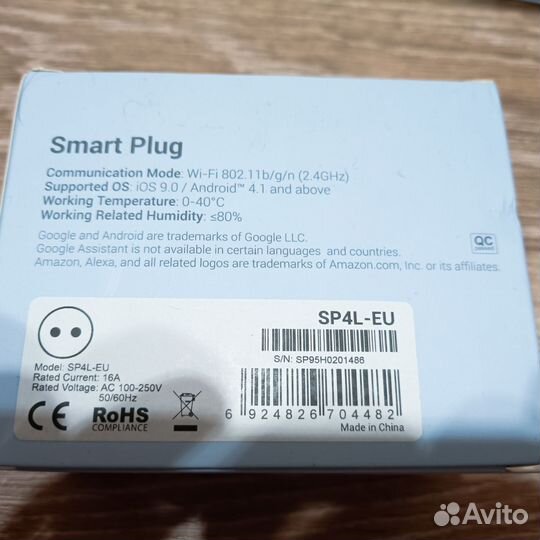 Smart Plug
Communication Mode: Wi-Fi 802.11b/g/n (2.4GHz)
Supported OS: iOS 9.0 / Android™ 4.1 and above
Working Temperature: 0-40°C
Working Related Humidity: ≤80%
Google and Android are trademarks of Google LLC.
Google Assistant is not available in certain languages and countries.
Amazon, Alexa, and all related logos are trademarks of Amazon.com, Inc. or its affiliates.
QC
passed
SP4L-EU
S/N: SP95H0201486
Model: SP4L-EU
Rated Current: 16A
Rated Voltage: AC 100-250V
50/60Hz
CE RoHS
COMPLIANCE
6 924826 704482
Made in China
Avito